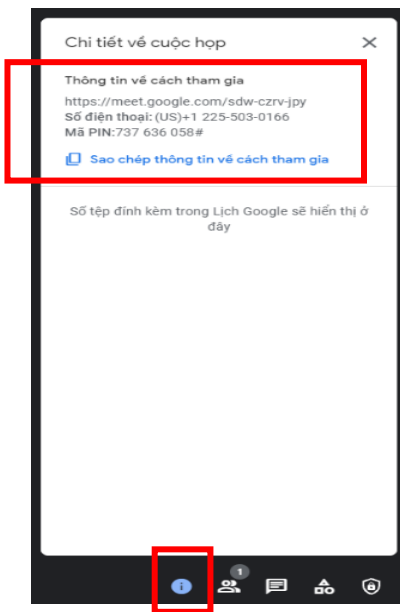 Chi tiết về cuộc họp
Thông tin về cách tham gia
https://meet.google.com/sdw-czrv-jpy
Số điện thoại: (US)+1 225-503-0166
Mã PIN:737 636 058#
Sao chép thông tin về cách tham gia
Số tệp đính kèm trong Lịch Google sẽ hiển thị ở
đây
1